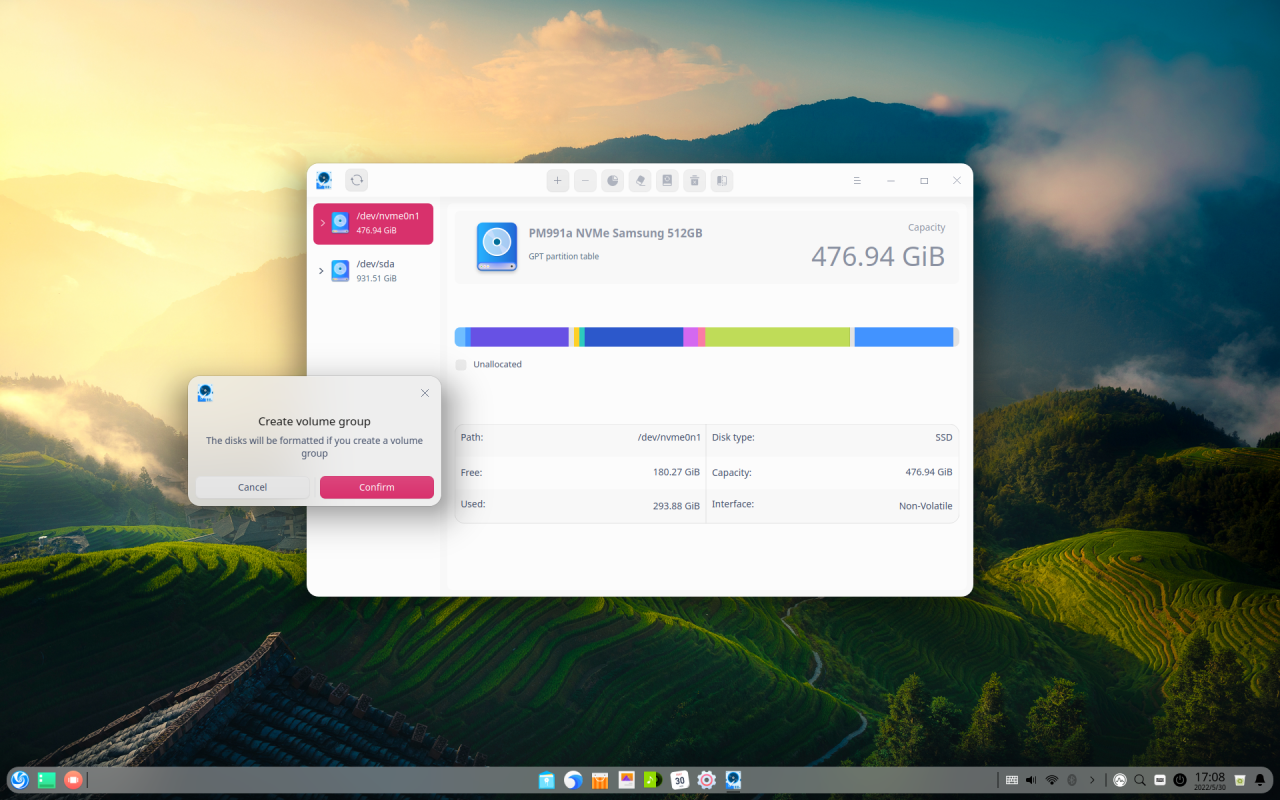 /dev/nvme0n1
476.94 GiB
/dev/sda
931.51 GiB
PM991a NVMe Samsung 512GB
GPT partition table
Capacity
476.94 GiB
Unallocated
Create volume group
The disks will be formatted if you create a volume
group
Cancel
Confirm
Path:
/dev/nvme0n1
Disk type:
SSD
Free:
180.27 GiB
Capacity:
476.94 GiB
Used:
293.88 GiB
Interface:
Non-Volatile
30
17:08
2022/5/30